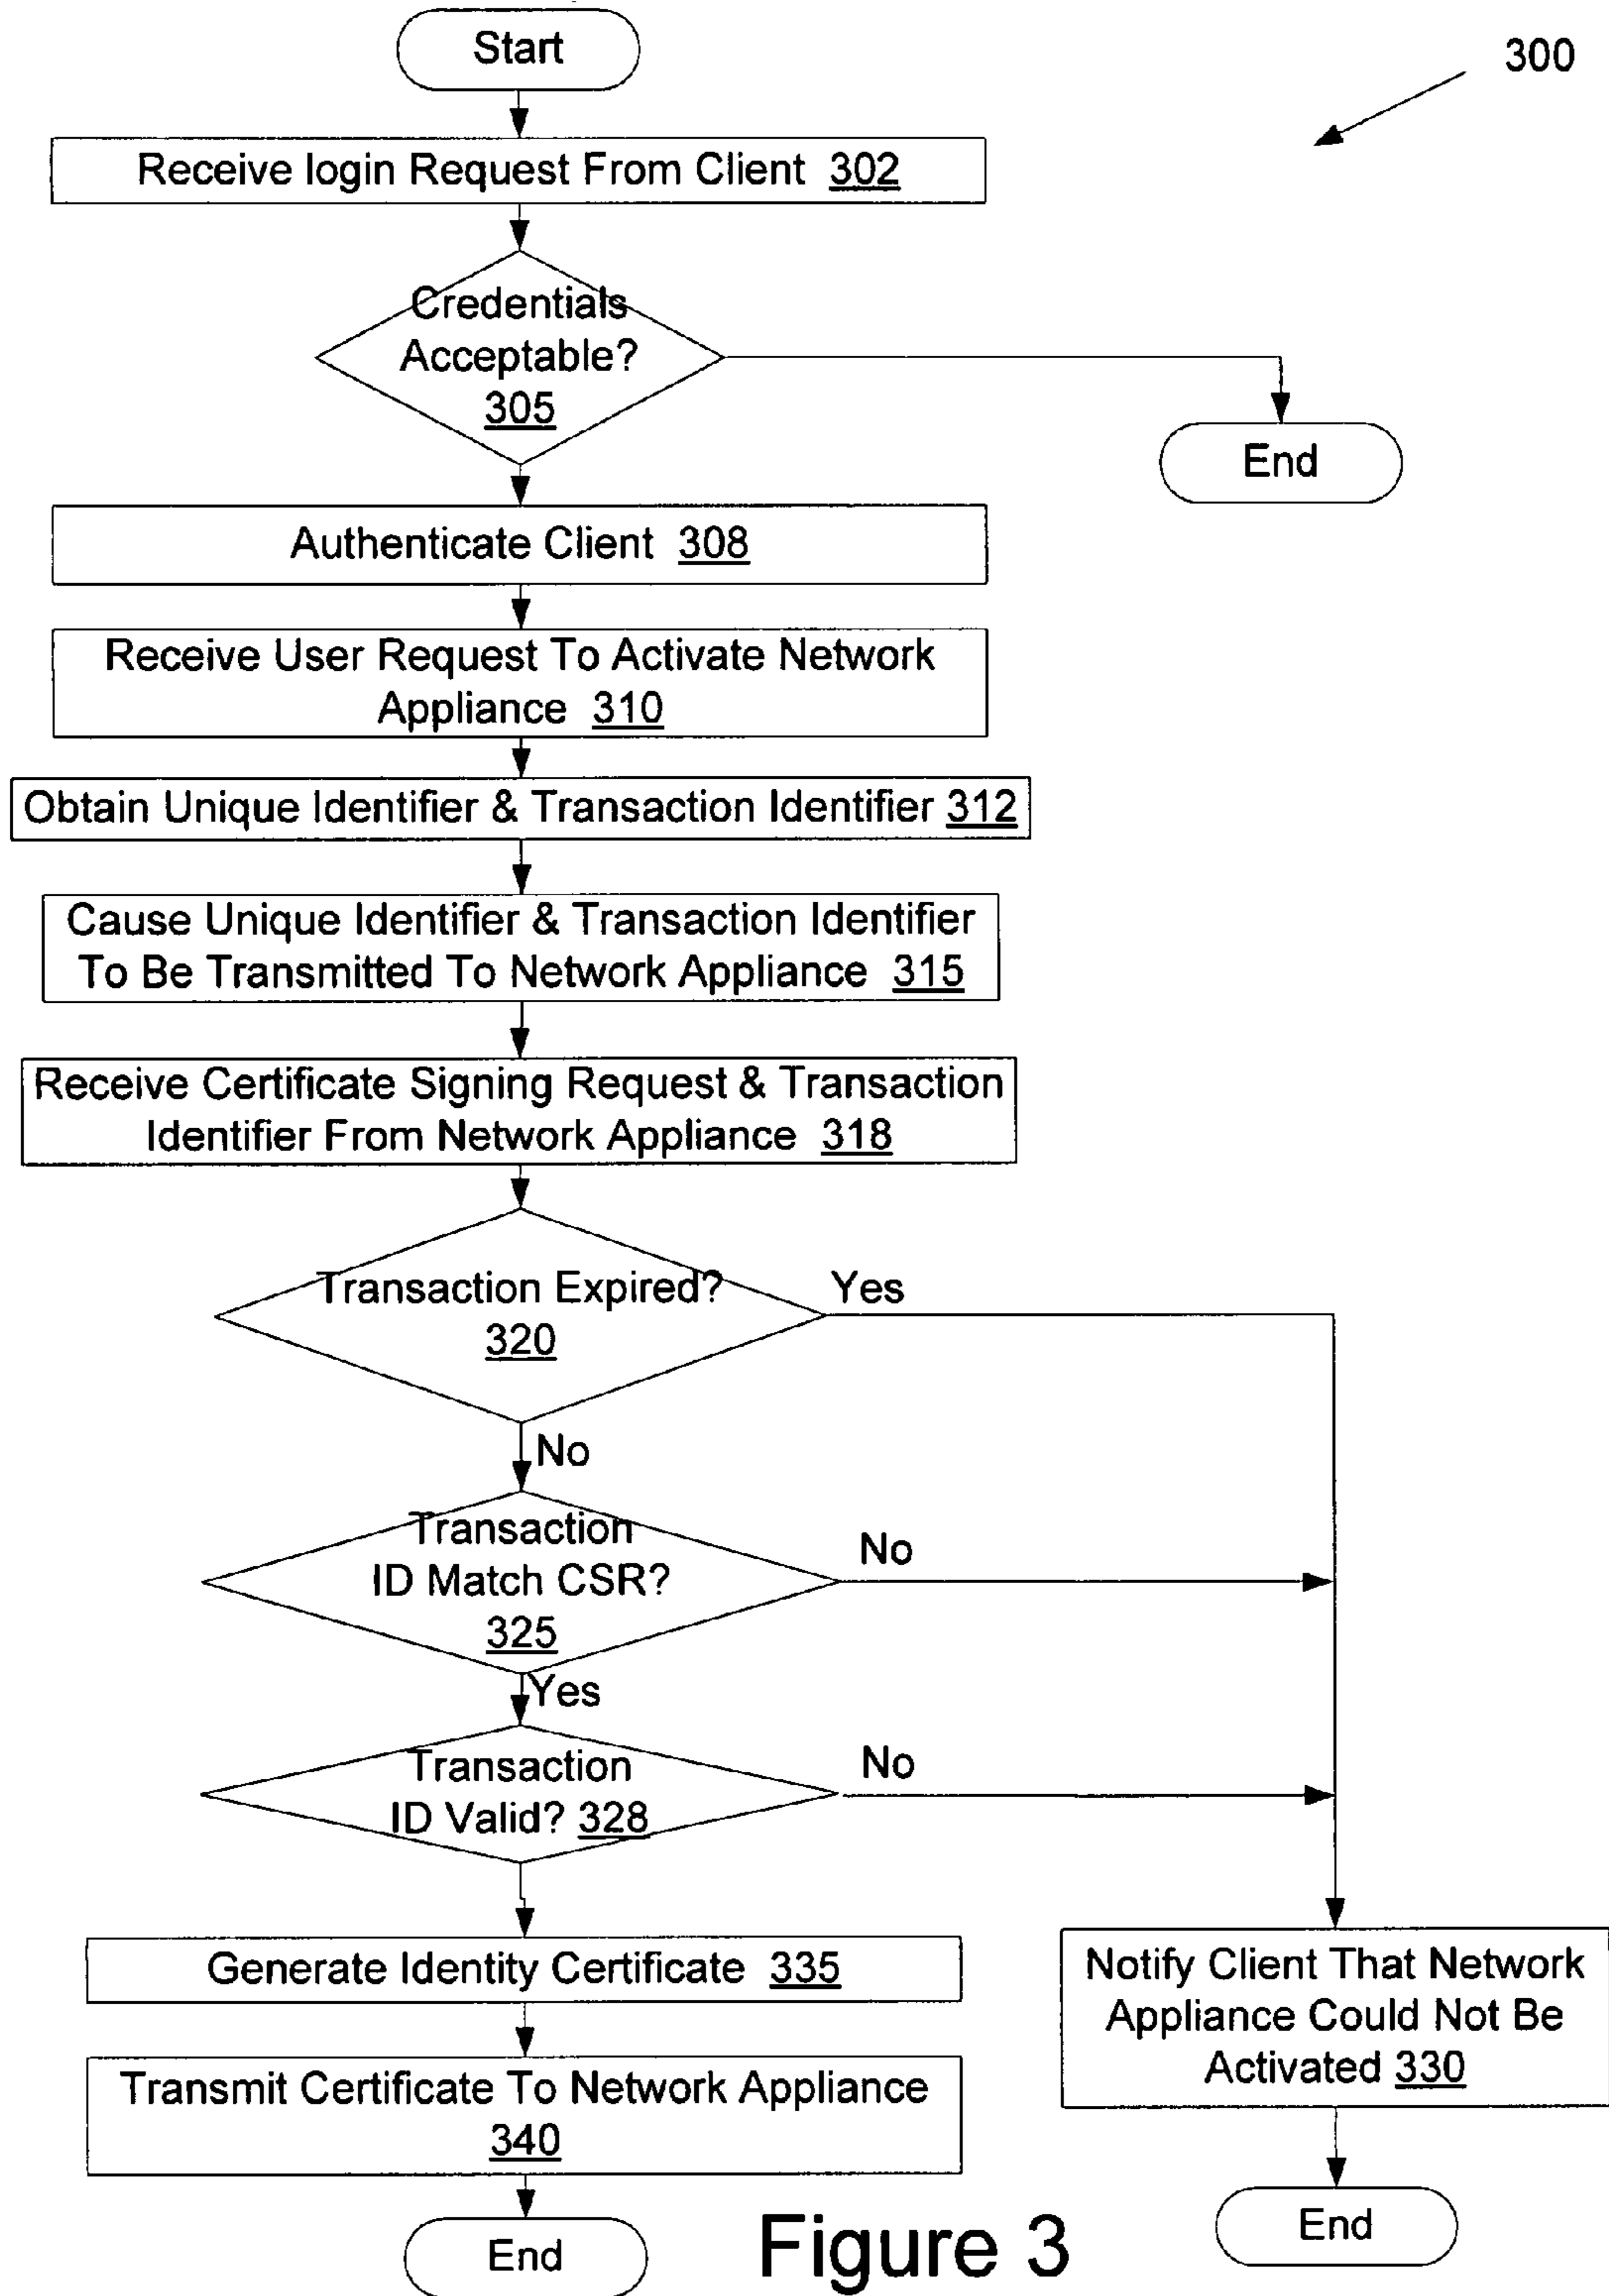 Start
300
Receive login Request From Client 302
Credentials
Acceptable?
305
End
Authenticate Client 308
Receive User Request To Activate Network
Appliance 310
Obtain Unique Identifier & Transaction Identifier 312
Cause Unique Identifier & Transaction Identifier
To Be Transmitted To Network Appliance 315
Receive Certificate Signing Request & Transaction
Identifier From Network Appliance 318
Transaction Expired?
320
Yes
No
Transaction
ID Match CSR?
325
No
Yes
Transaction
ID Valid? 328
No
Generate Identity Certificate 335
Notify Client That Network
Appliance Could Not Be
Activated 330
Transmit Certificate To Network Appliance
340
End
End
Figure 3